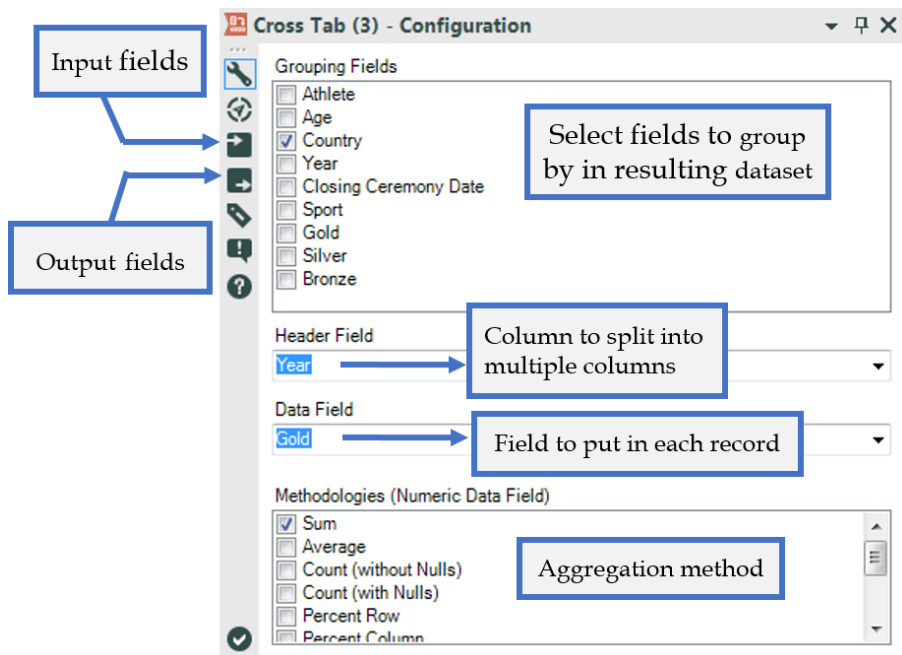 Cross Tab (3) - Configuration
Input fields
Output fields
Grouping Fields
Athlete
Age
Country
Year
Closing Ceremony Date
Sport
Gold
Silver
Bronze
Select fields to group
by in resulting dataset
Header Field
Year
Column to split into
multiple columns
Data Field
Gold
Field to put in each record
Methodologies (Numeric Data Field)
Sum
Average
Count (without Nulls)
Count (with Nulls)
Percent Row
Percent Column
Aggregation method